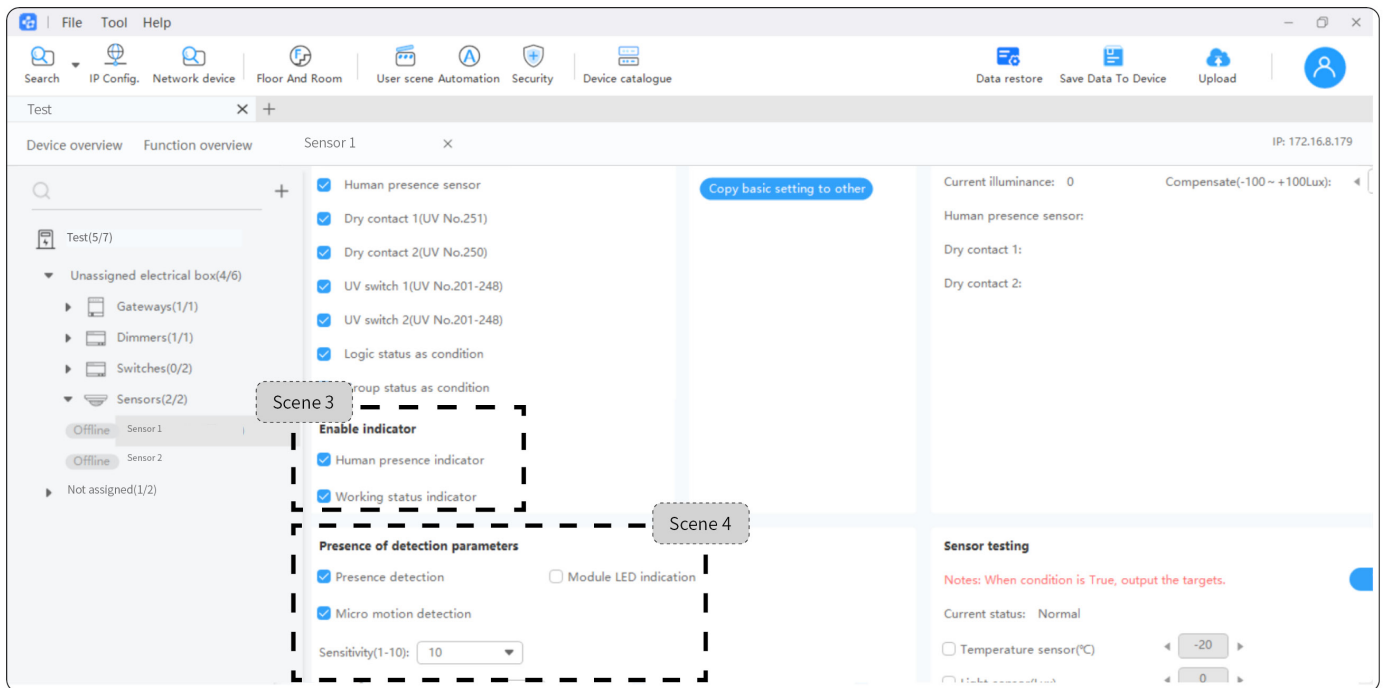 File Tool Help
Search IP Config. Network device Floor And Room User scene Automation Security Device catalogue Data restore Save Data To Device Upload
Test
Device overview Function overview Sensor 1 IP: 172.16.8.179
Test(5/7)
Unassigned electrical box(4/6)
Gateways(1/1)
Dimmers(1/1)
Switches(0/2)
Sensors(2/2)
Offline Sensor 1
Offline Sensor 2
Not assigned(1/2)
Human presence sensor
Dry contact 1(UV No.251)
Dry contact 2(UV No.250)
UV switch 1(UV No.201-248)
UV switch 2(UV No.201-248)
Logic status as condition
roup status as condition
Scene 3
Enable indicator
Human presence indicator
Working status indicator
Scene 4
Presence of detection parameters
Presence detection Module LED indication
Micro motion detection
Sensitivity(1-10): 10
Copy basic setting to other
Current illuminance: 0 Compensate(-100 ~ +100Lux):
Human presence sensor:
Dry contact 1:
Dry contact 2:
Sensor testing
Notes: When condition is True, output the targets.
Current status: Normal
Temperature sensor(℃) -20
0